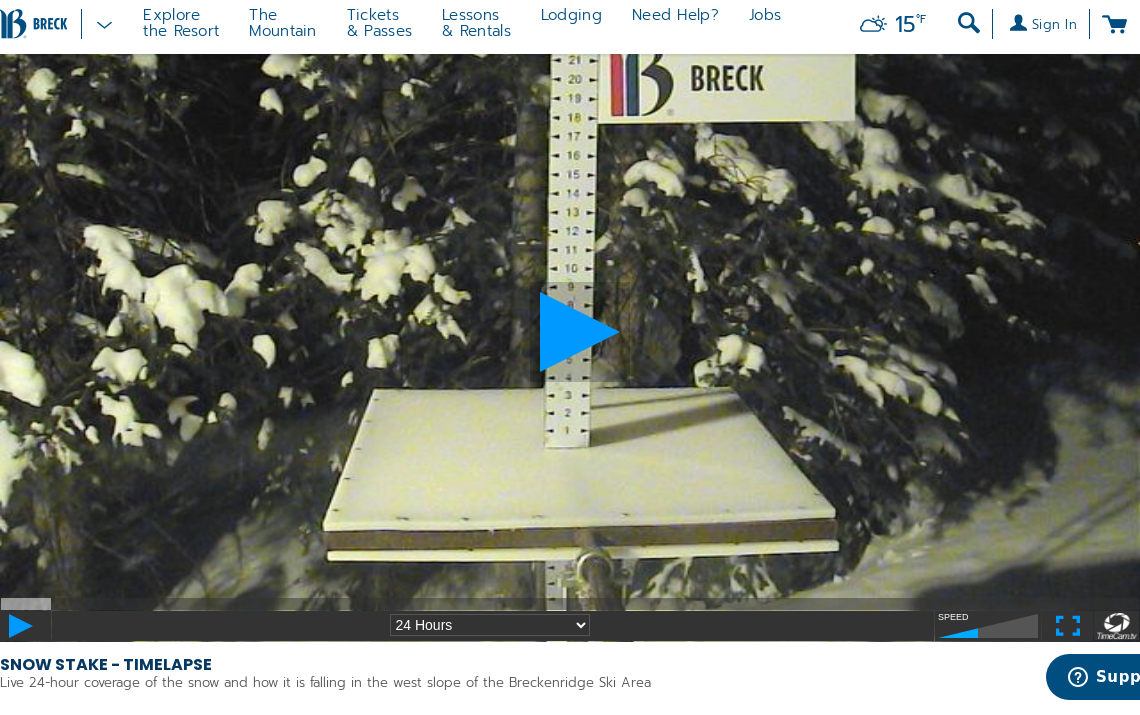 BRECK
Explore
the Resort
The
Mountain
Tickets
& Passes
Lessons
& Rentals
Lodging
Need Help?
Jobs
15°F
Sign In
21
20
19
18
17
16
15
14
13
12
11
10
9
8
5
4
3
2
1
BRECK
®
24 Hours
SPEED
TimeCam.tv
SNOW STAKE - TIMELAPSE
Live 24-hour coverage of the snow and how it is falling in the west slope of the Breckenridge Ski Area
Supp